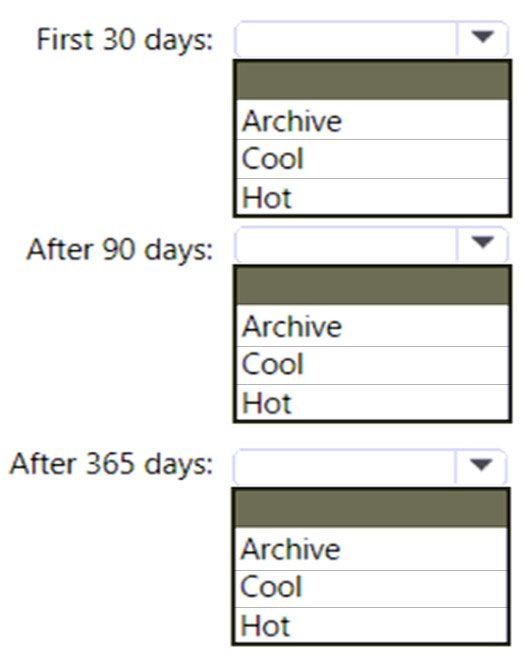 First 30 days:
Archive
Cool
Hot
After 90 days:
Archive
Cool
Hot
After 365 days:
Archive
Cool
Hot